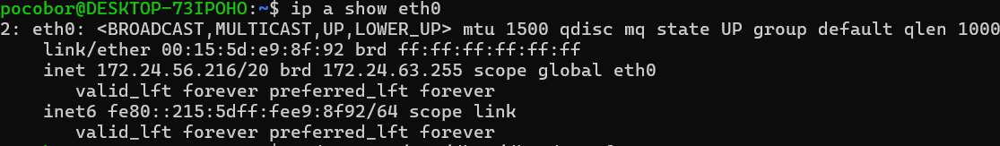 pocobor@DESKTOP-73IPOHO:~$ ip a show eth0
2: eth0: <BROADCAST,MULTICAST,UP,LOWER_UP> mtu 1500 qdisc mq state UP group default qlen 1000
    link/ether 00:15:5d:e9:8f:92 brd ff:ff:ff:ff:ff:ff
    inet 172.24.56.216/20 brd 172.24.63.255 scope global eth0
       valid_lft forever preferred_lft forever
    inet6 fe80::215:5dff:fee9:8f92/64 scope link
       valid_lft forever preferred_lft forever